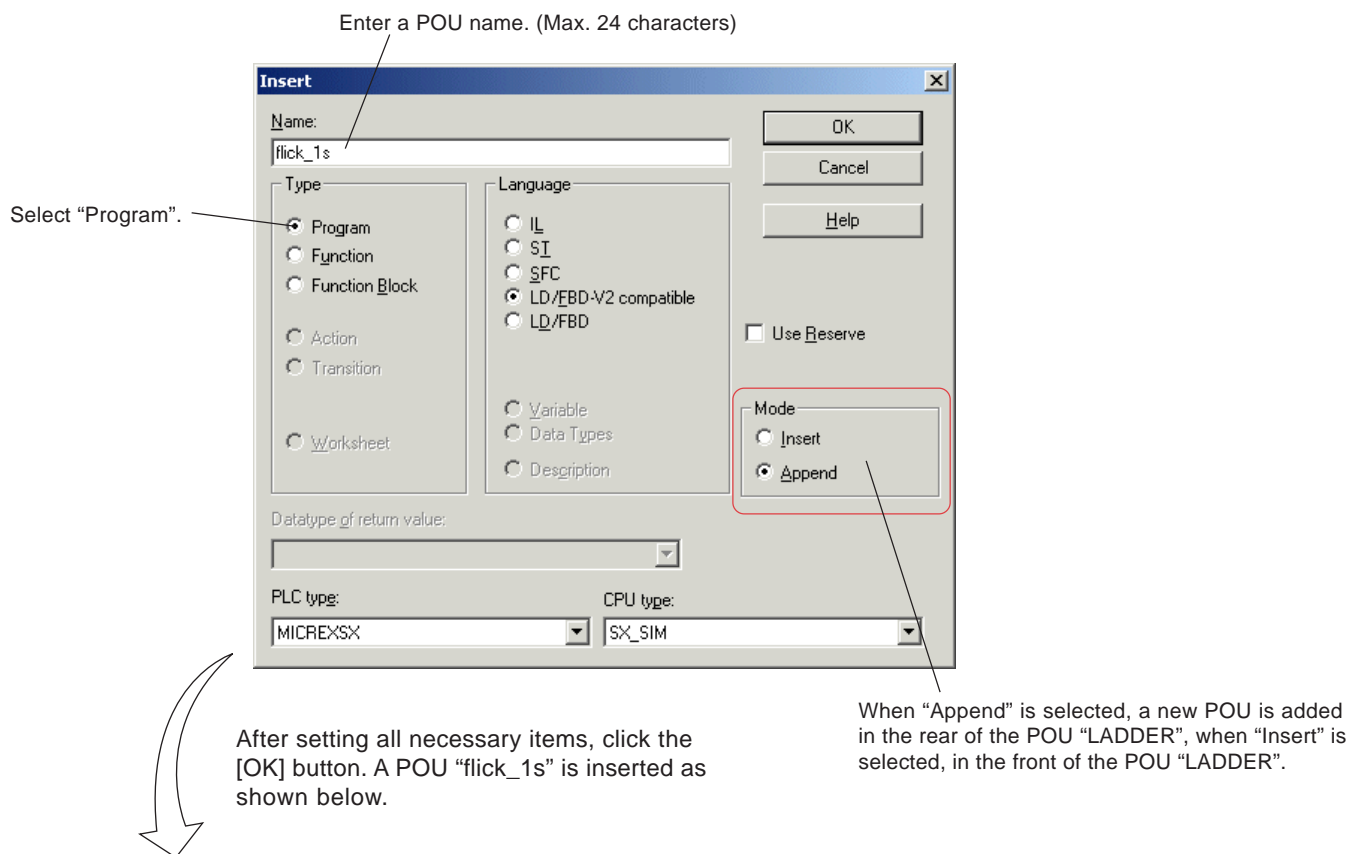 Enter a POU name. (Max. 24 characters)
Insert
Name:
OK
flick_1s
Cancel
Type
Language
Select “Program”.
Help
Program
IL
Function
ST
Function Block
SFC
LD/FBD-V2 compatible
LD/FBD
Use Reserve
Action
Transition
Variable
Mode
Data Types
Insert
Worksheet
Description
Append
Datatype of return value:
PLC type:
CPU type:
MICREXSX
SX_SIM
When “Append” is selected, a new POU is added
in the rear of the POU “LADDER”, when “Insert” is
selected, in the front of the POU “LADDER”.
After setting all necessary items, click the
[OK] button. A POU “flick_1s” is inserted as
shown below.